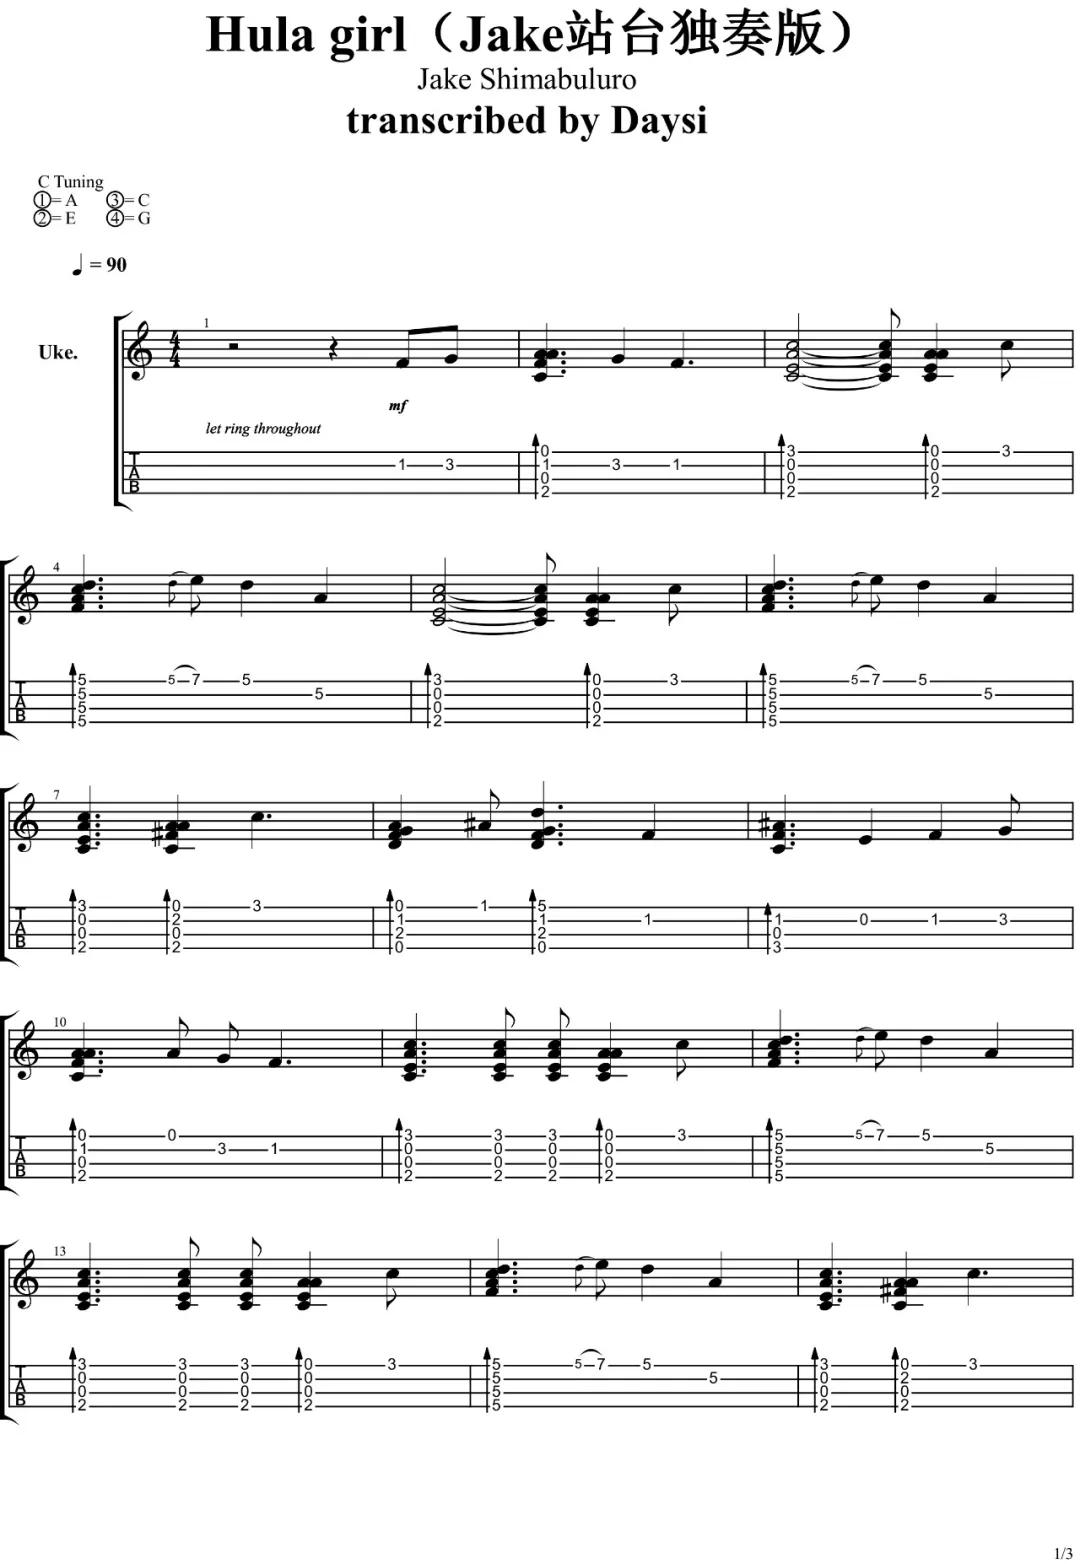 Hula girl（Jake站台独奏版）
Jake Shimabuluro
transcribed by Daysi
C Tuning
①= A ③= C
②= E ④= G
♩ = 90
Uke.
1
4
4
mf
let ring throughout
T
A
B
1 3
0 3 1
1
0
2
3 0 3
0 0
0 0
2 2
4
T
A
B
5 5 7 5 3 0 3 5 5 7 5
5 5 0 0 5 5
5 0 0 5
5 2 2 5
7
T
A
B
3 0 3 0 1 5
0 2 1 1 1 1 0 1 3
0 0 2 2 0
2 2 0 0 3
10
T
A
B
0 0 3 3 3 0 3 5 5 7 5
1 3 1 0 0 0 0 5 5
0 0 0 0 0 5
2 2 2 2 2 5
13
T
A
B
3 3 3 0 3 5 5 7 5 3 0 3
0 0 0 0 5 5 0 2
0 0 0 0 5 0 0
2 2 2 2 5 2 2
1/3